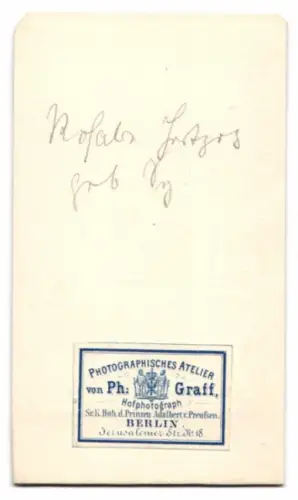 geb
PHOTOGRAPHISCHES ATELIER
von Ph: Graff,
Hofphotograph
Sr. K. Hoh. d. Prinzen Adalbert v. Preußen.
BERLIN
Jerusalemer Str. № 18